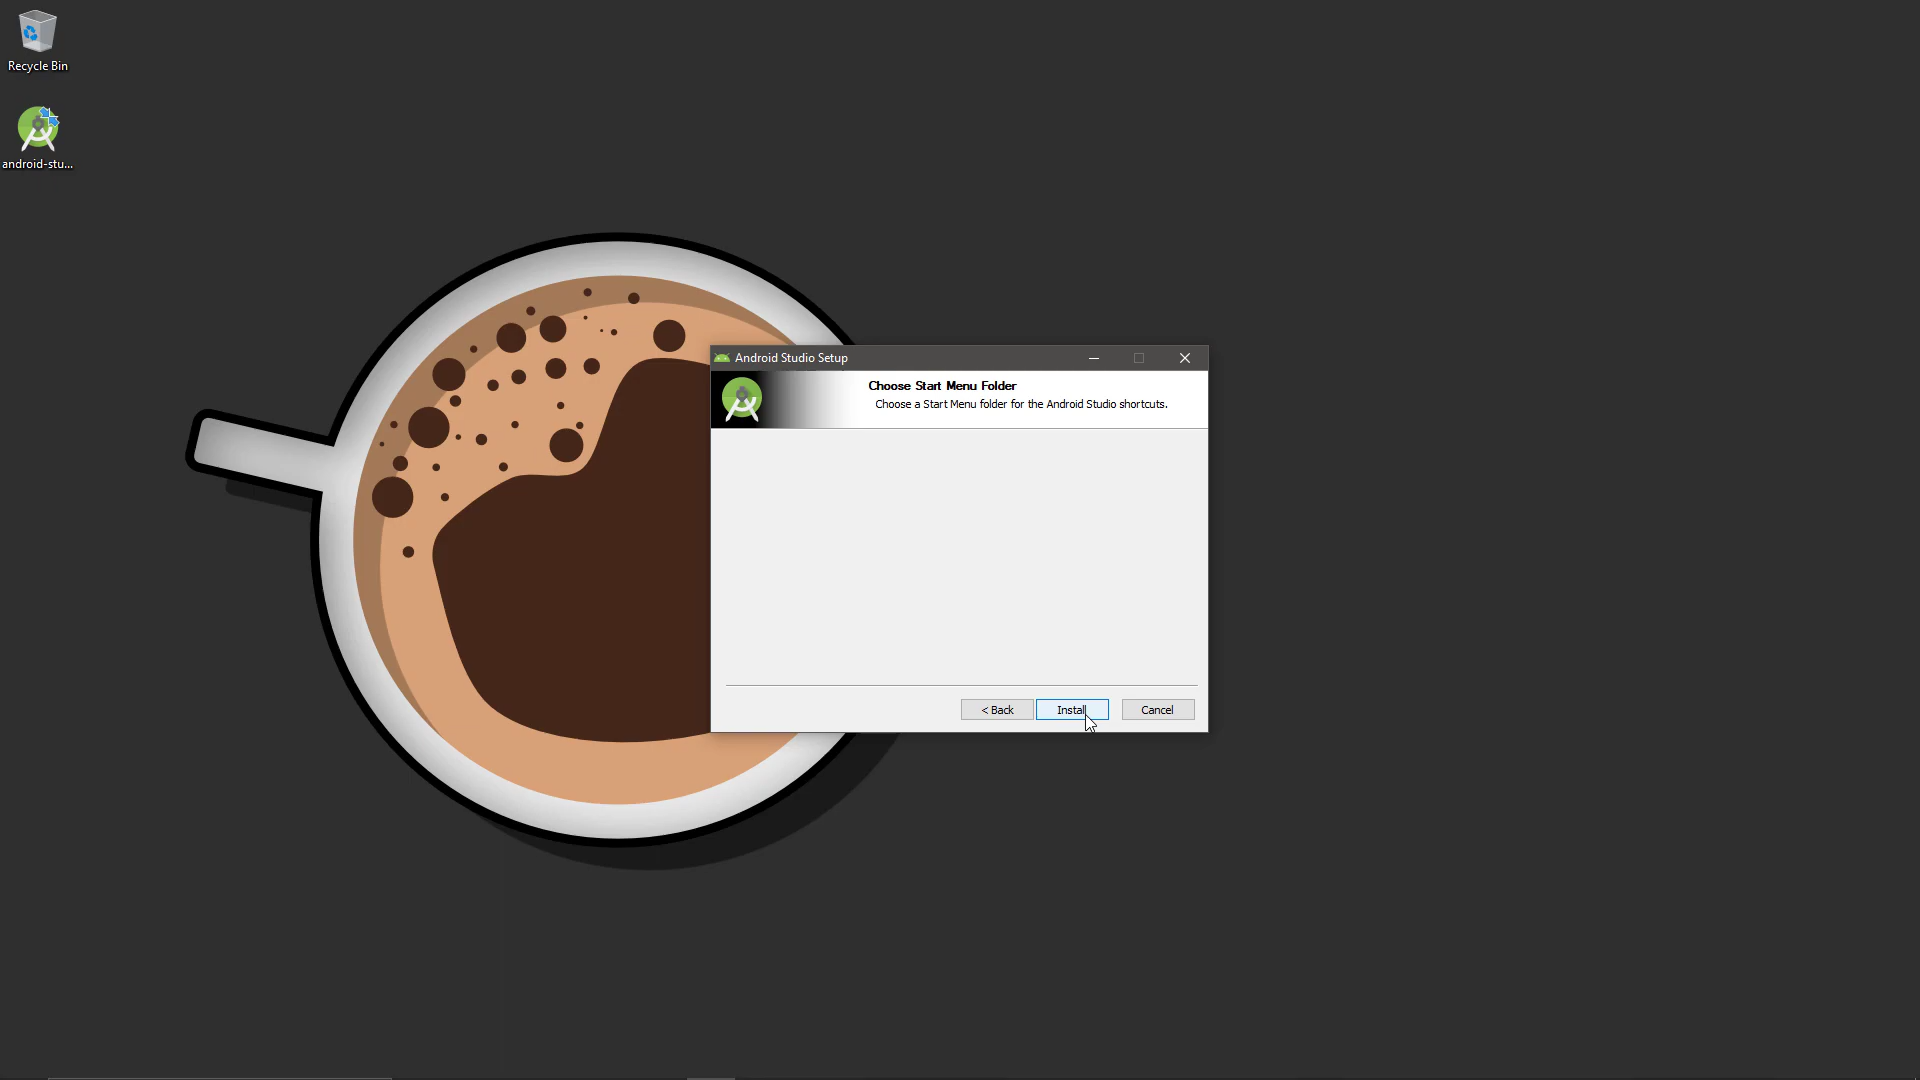 Recycle Bin
android-stu...
Android Studio Setup
Choose Start Menu Folder
Choose a Start Menu folder for the Android Studio shortcuts.
< Back
Install
Cancel